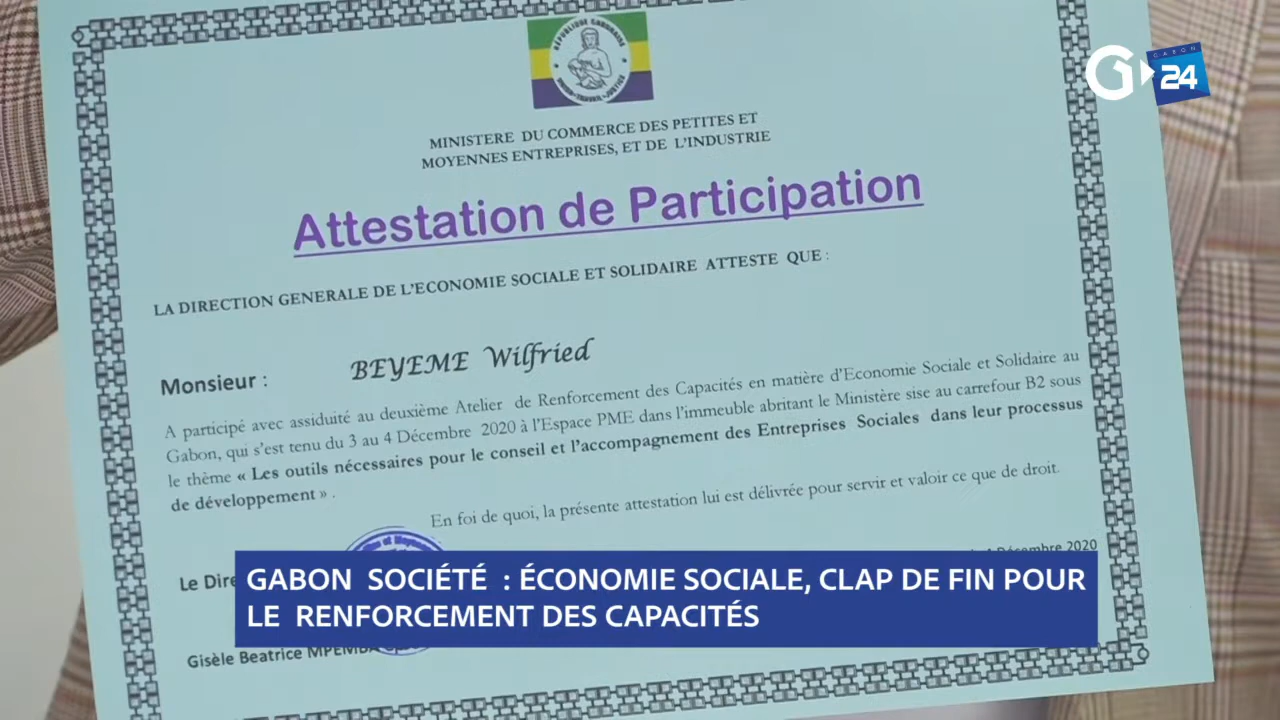 RÉPUBLIQUE GABONAISE
UNION-TRAVAIL-JUSTICE
GABON
G 24
MINISTERE DU COMMERCE DES PETITES ET
MOYENNES ENTREPRISES, ET DE L'INDUSTRIE
Attestation de Participation
LA DIRECTION GENERALE DE L'ECONOMIE SOCIALE ET SOLIDAIRE ATTESTE QUE :
Monsieur : BEYEME Wilfried
A participé avec assiduité au deuxième Atelier de Renforcement des Capacités en matière d'Economie Sociale et Solidaire au
Gabon, qui s'est tenu du 3 au 4 Décembre 2020 à l'Espace PME dans l'immeuble abritant le Ministère sise au carrefour B2 sous
le thème « Les outils nécessaires pour le conseil et l'accompagnement des Entreprises Sociales dans leur processus
de développement » .
En foi de quoi, la présente attestation lui est délivrée pour servir et valoir ce que de droit.
Décembre 2020
Le
GABON SOCIÉTÉ : ÉCONOMIE SOCIALE, CLAP DE FIN POUR
LE RENFORCEMENT DES CAPACITÉS
Gisèle Beatrice